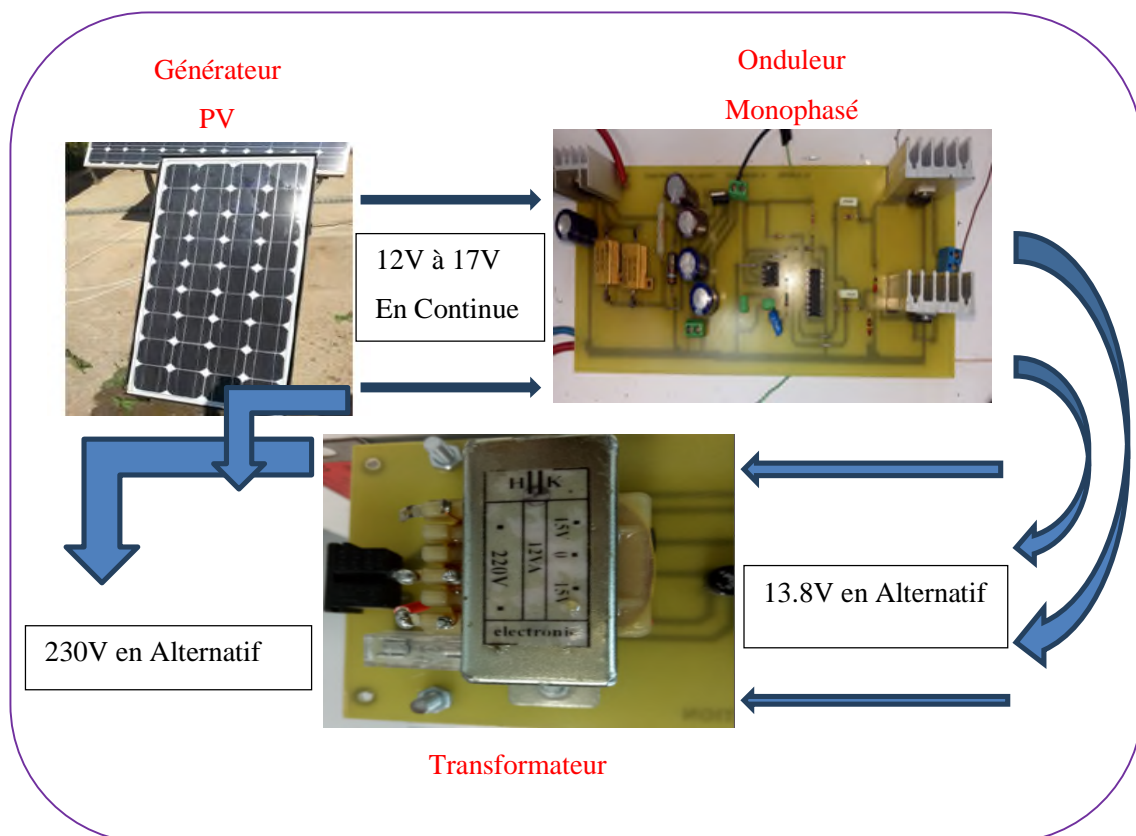 Générateur
PV
Onduleur
Monophasé
12V à 17V
En Continue
H K
15V 0 15V
12VA
220V
electronic
13.8V en Alternatif
230V en Alternatif
Transformateur